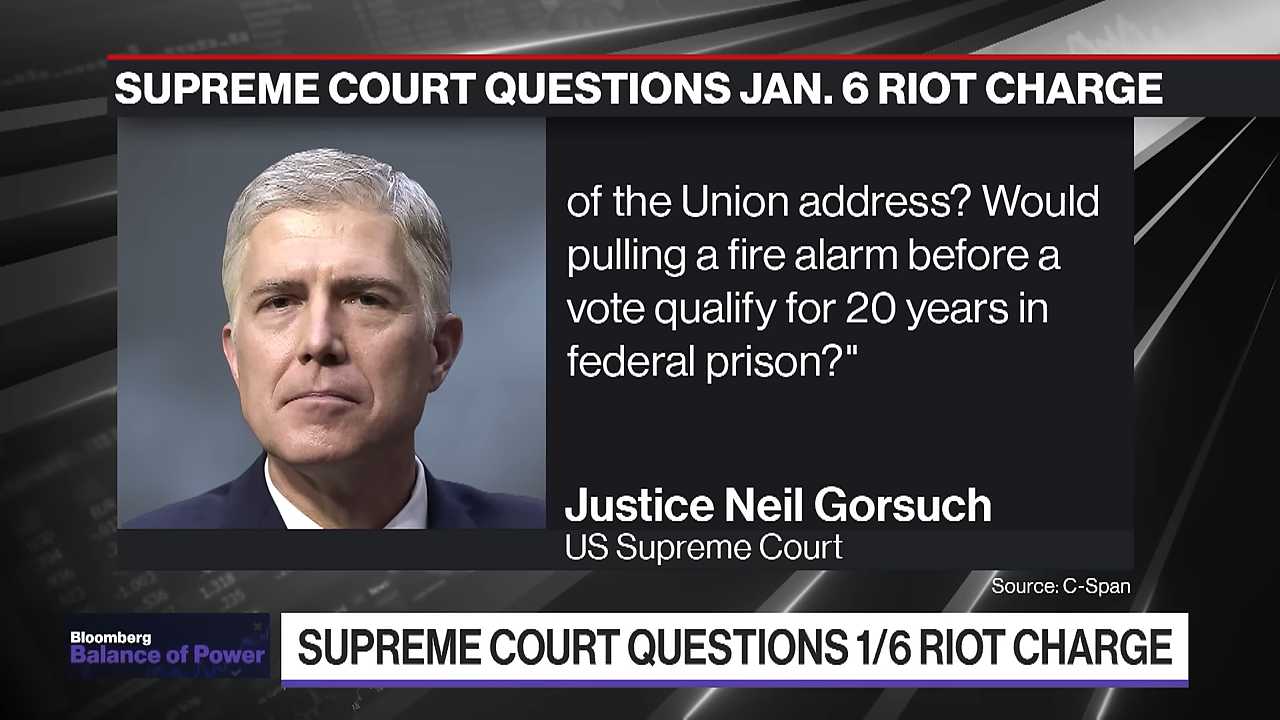 SUPREME COURT QUESTIONS JAN. 6 RIOT CHARGE
of the Union address? Would
pulling a fire alarm before a
vote qualify for 20 years in
federal prison?"
Justice Neil Gorsuch
US Supreme Court
Source: C-Span
Bloomberg
Balance of Power
SUPREME COURT QUESTIONS 1/6 RIOT CHARGE